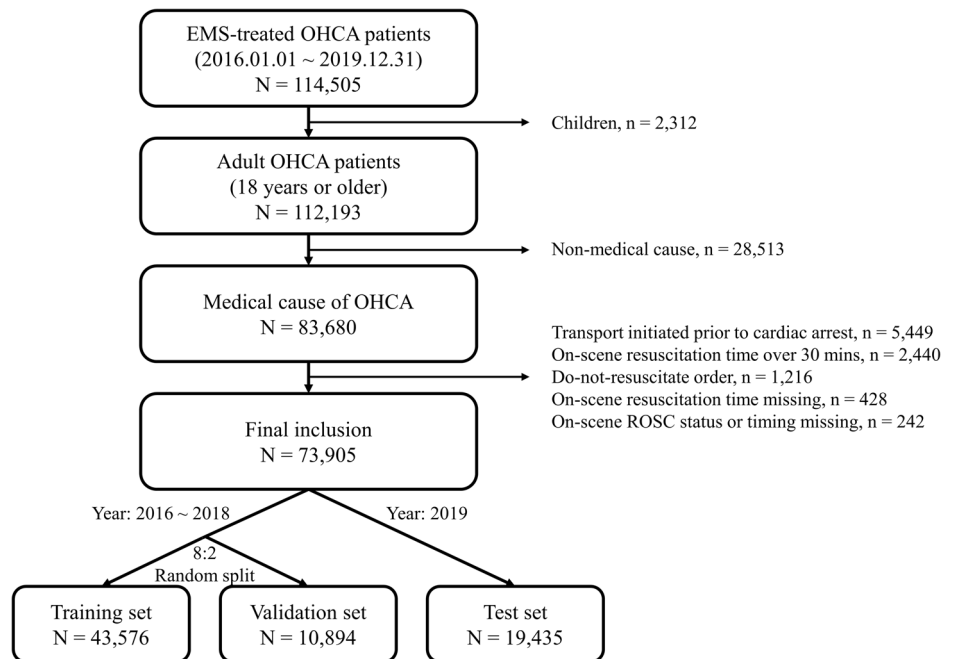 EMS-treated OHCA patients
(2016.01.01 ~ 2019.12.31)
N = 114,505
Children, n = 2,312
Adult OHCA patients
(18 years or older)
N = 112,193
Non-medical cause, n = 28,513
Medical cause of OHCA
N = 83,680
Transport initiated prior to cardiac arrest, n = 5,449
On-scene resuscitation time over 30 mins, n = 2,440
Do-not-resuscitate order, n = 1,216
On-scene resuscitation time missing, n = 428
On-scene ROSC status or timing missing, n = 242
Final inclusion
N = 73,905
Year: 2016 ~ 2018
Year: 2019
8:2
Random split
Training set
N = 43,576
Validation set
N = 10,894
Test set
N = 19,435